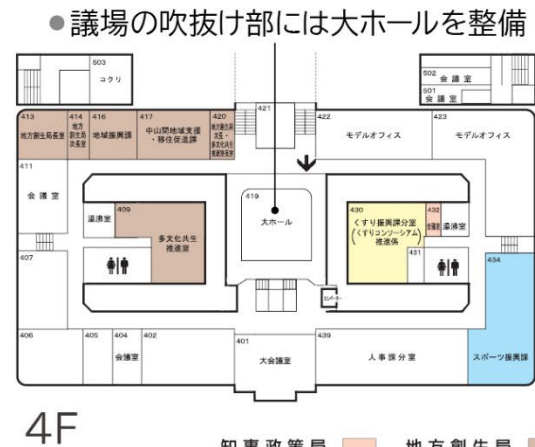 ●議場の吹抜け部には大ホールを整備
503
コクリ
502
会議室
501
会議室
413
地方創生局長室
414
地方
創生局
次長室
416
地域振興課
417
中山間地域支援
・移住促進課
420
421
422
モデルオフィス
423
モデルオフィス
411
会議室
湯沸室
409
多文化共生
推進室
419
大ホール
430
くすり振興課分室
(くすりコンソーシアム
推進係)
432
湯沸室
431
434
スポーツ振興課
407
406
405
404
会議室
402
401
大会議室
439
人事課分室
4F
知事政策局
地方創生局